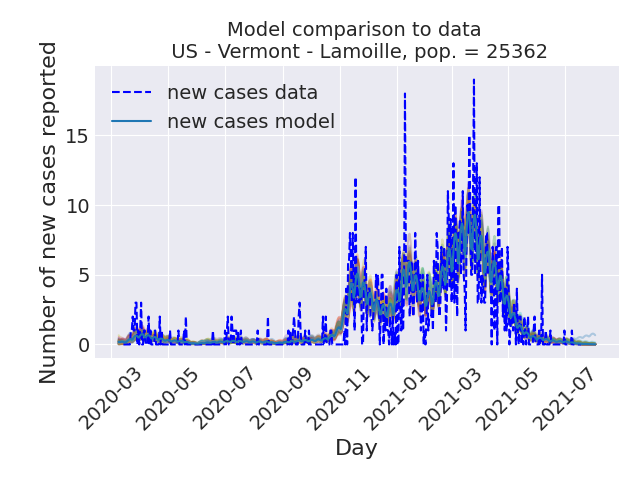 Model comparison to data
US - Vermont - Lamoille, pop. = 25362
new cases data
new cases model
Number of new cases reported
15
10
5
0
2020-03
2020-05
2020-07
2020-09
2020-11
2021-01
2021-03
2021-05
2021-07
Day